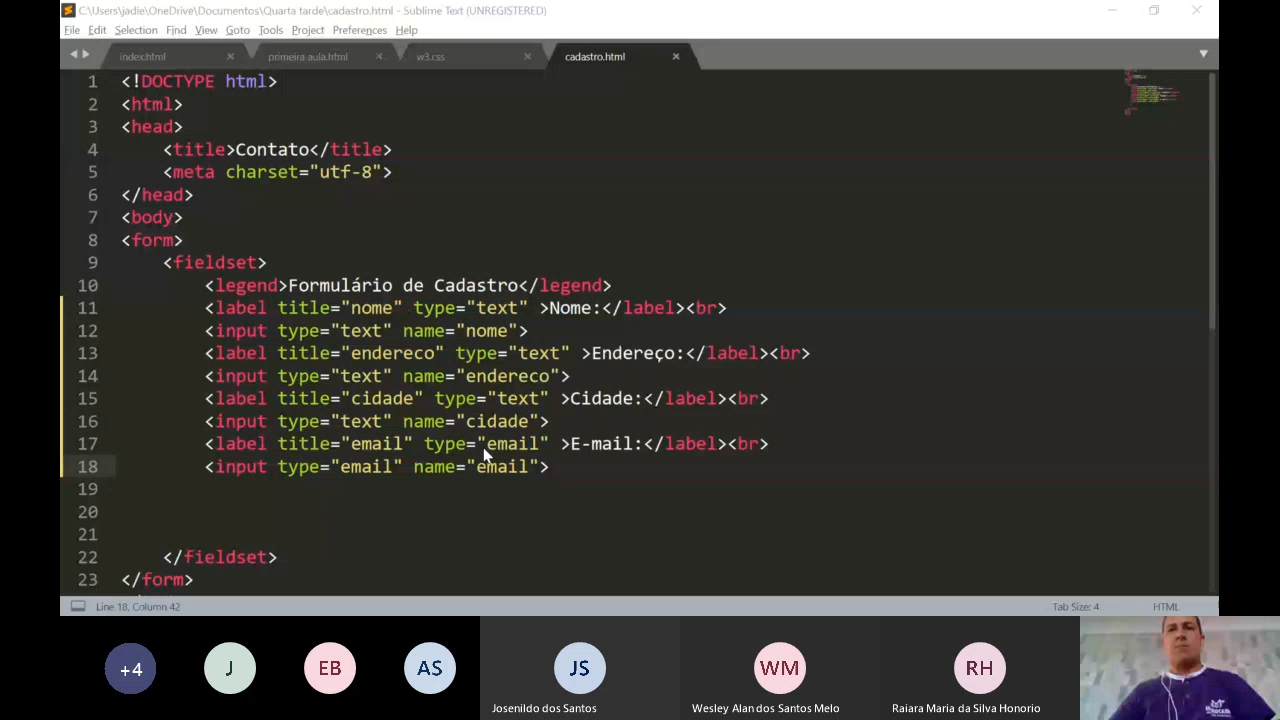 C:\Users\jadie\OneDrive\Documentos\Quarta tarde\cadastro.html - Sublime Text (UNREGISTERED)
File Edit Selection Find View Goto Tools Project Preferences Help
index.html primeira aula.html w3.css cadastro.html
1 <!DOCTYPE html>
2 <html>
3 <head>
4 <title>Contato</title>
5 <meta charset="utf-8">
6 </head>
7 <body>
8 <form>
9 <fieldset>
10 <legend>Formulário de Cadastro</legend>
11 <label title="nome" type="text" >Nome:</label><br>
12 <input type="text" name="nome">
13 <label title="endereco" type="text" >Endereço:</label><br>
14 <input type="text" name="endereco">
15 <label title="cidade" type="text" >Cidade:</label><br>
16 <input type="text" name="cidade">
17 <label title="email" type="email" >E-mail:</label><br>
18 <input type="email" name="email">
19
20
21
22 </fieldset>
23 </form>
Line 18, Column 42 Tab Size: 4 HTML
+4 J EB AS JS WM RH
Josenildo dos Santos Wesley Alan dos Santos Melo Raiara Maria da Silva Honorio